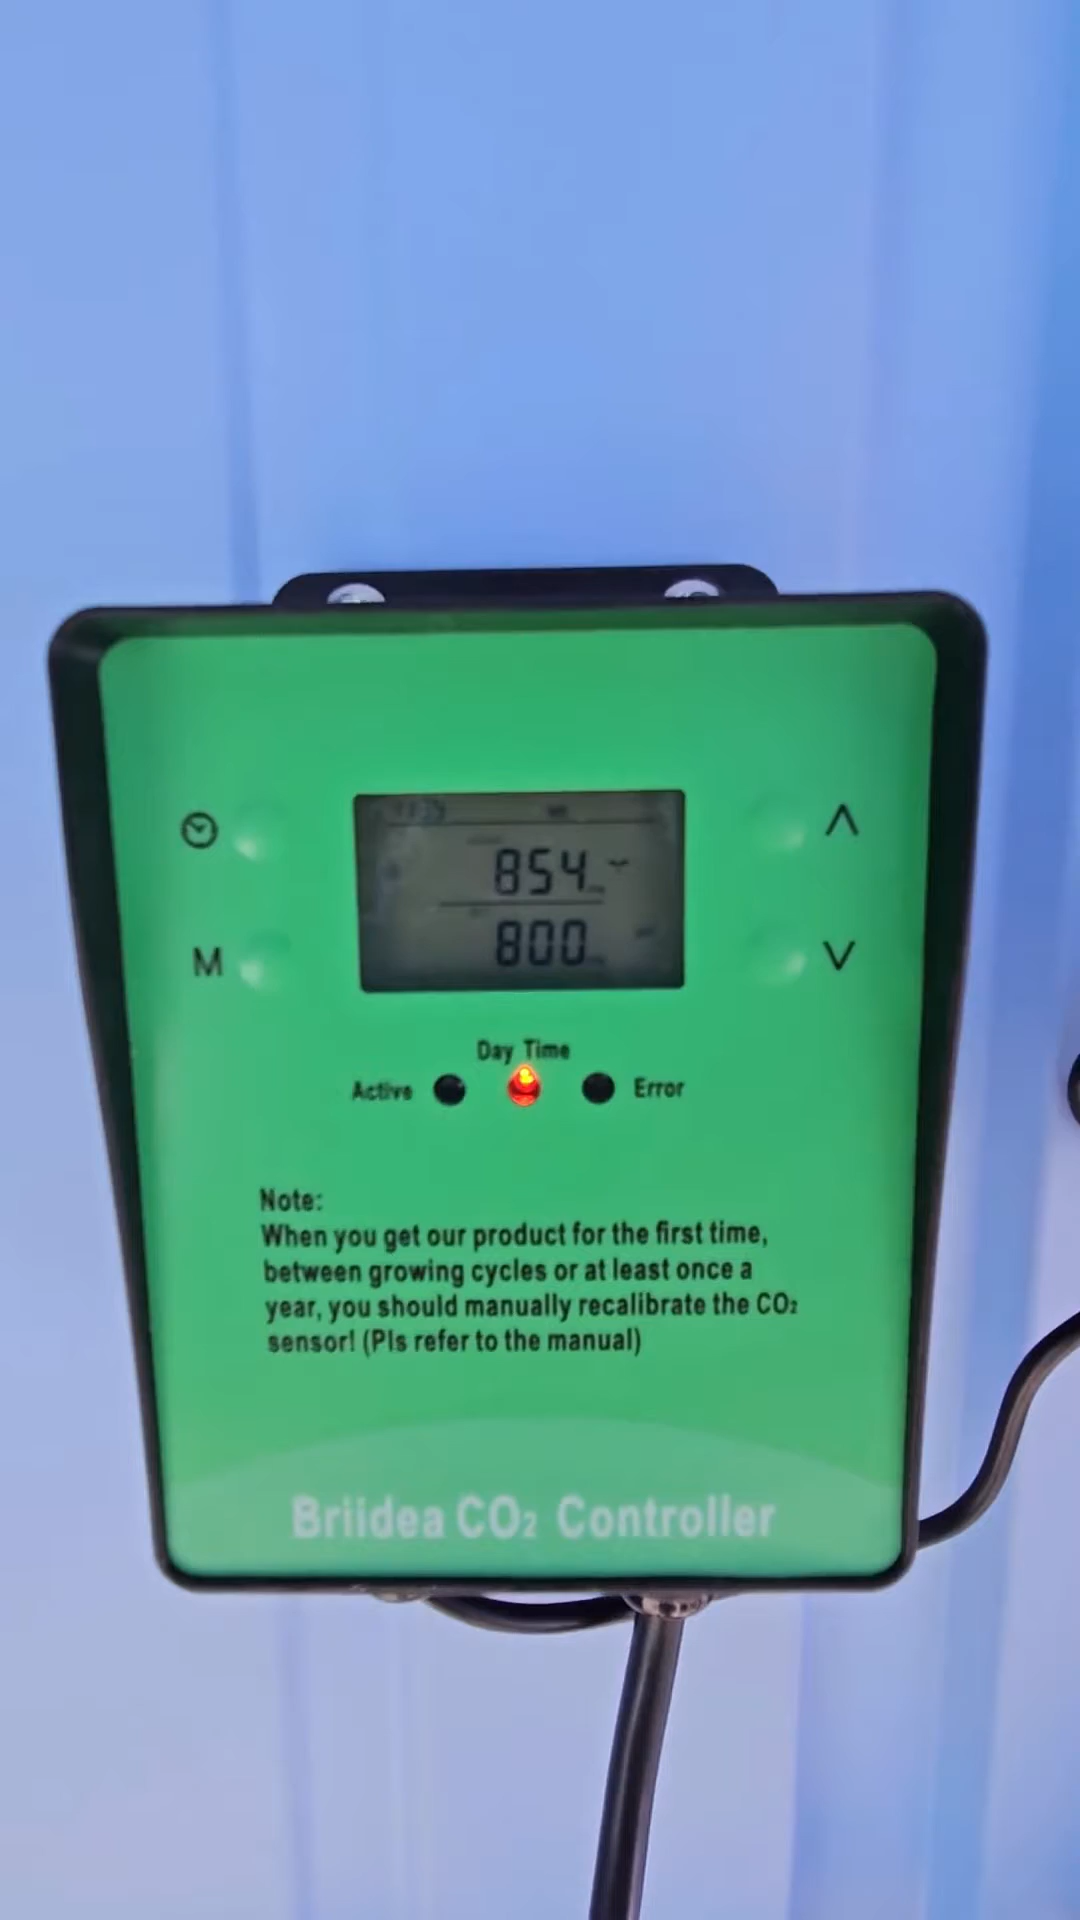 854
800
M
Day Time
Active
Error
Note:
When you get our product for the first time,
between growing cycles or at least once a
year, you should manually recalibrate the CO₂
sensor! (Pls refer to the manual)
Briidea CO₂ Controller